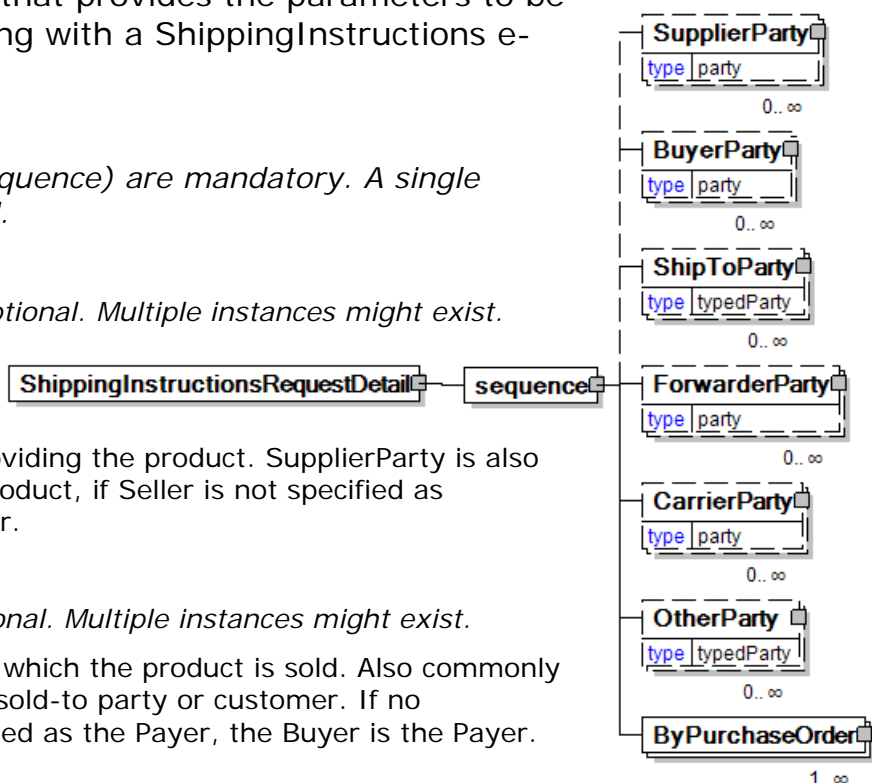 that provides the parameters to be
ng with a ShippingInstructions e-
quence) are mandatory. A single
l.
otional. Multiple instances might exist.
oviding the product. SupplierParty is also
oduct, if Seller is not specified as
r.
onal. Multiple instances might exist.
which the product is sold. Also commonly
sold-to party or customer. If no
ed as the Payer, the Buyer is the Payer.
ShippingInstructionsRequestDetail
sequence
SupplierParty
type party
0.. ∞
BuyerParty
type party
0.. ∞
ShipToParty
type typedParty
0.. ∞
ForwarderParty
type party
0.. ∞
CarrierParty
type party
0.. ∞
OtherParty
type typedParty
0.. ∞
ByPurchaseOrder
1.. ∞